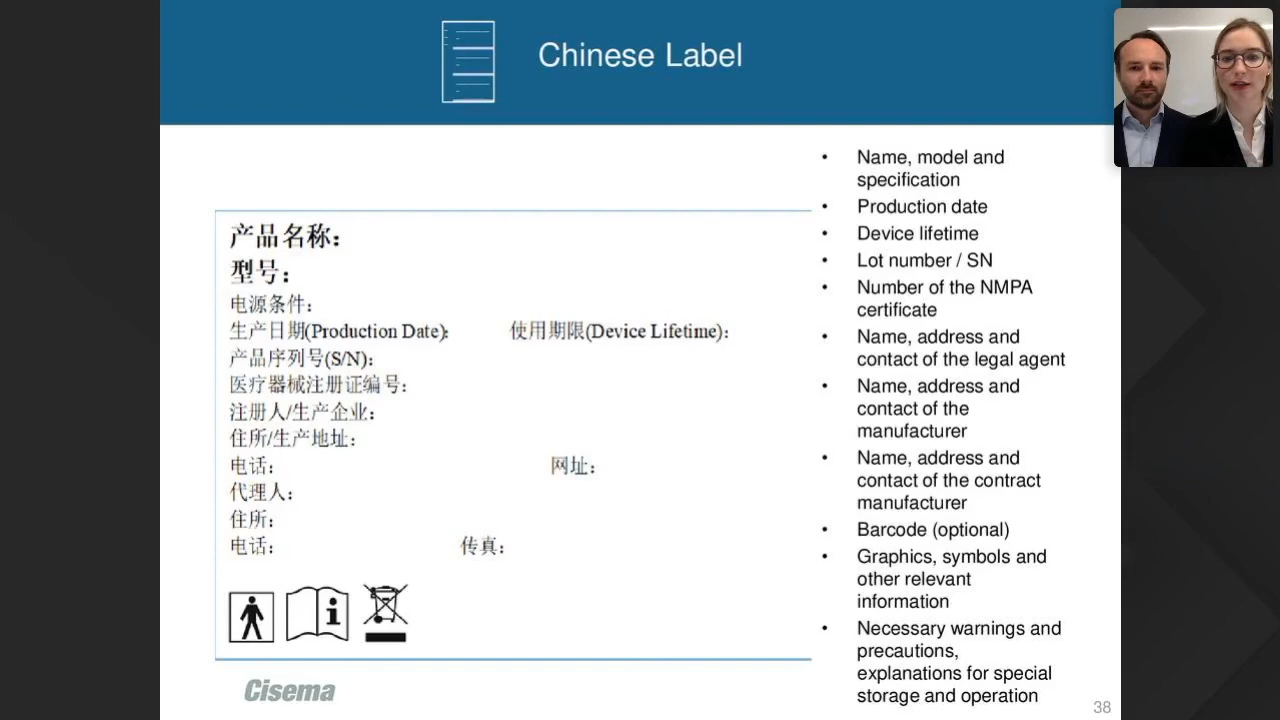 Chinese Label
产品名称：
型号：
电源条件：
生产日期(Production Date): 使用期限(Device Lifetime)：
产品序列号(S/N)：
医疗器械注册证编号：
注册人/生产企业：
住所/生产地址：
电话： 网址：
代理人：
住所：
电话： 传真：
Cisema
• Name, model and
specification
• Production date
• Device lifetime
• Lot number / SN
• Number of the NMPA
certificate
• Name, address and
contact of the legal agent
• Name, address and
contact of the
manufacturer
• Name, address and
contact of the contract
manufacturer
• Barcode (optional)
• Graphics, symbols and
other relevant
information
• Necessary warnings and
precautions,
explanations for special
storage and operation
38